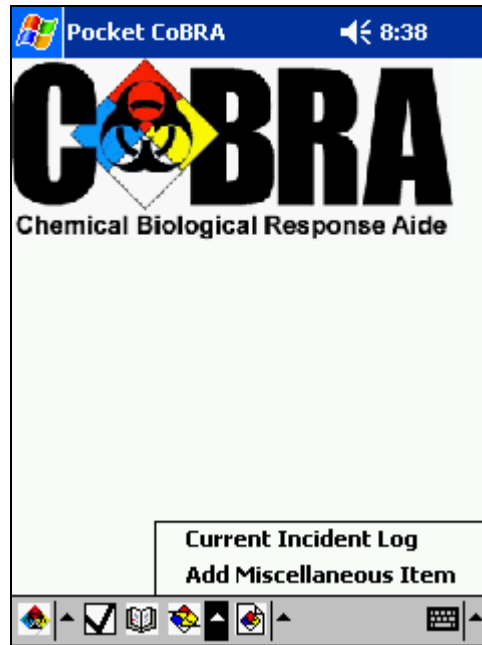 Pocket CoBRA 8:38
COBRA
Chemical Biological Response Aide
Current Incident Log
Add Miscellaneous Item